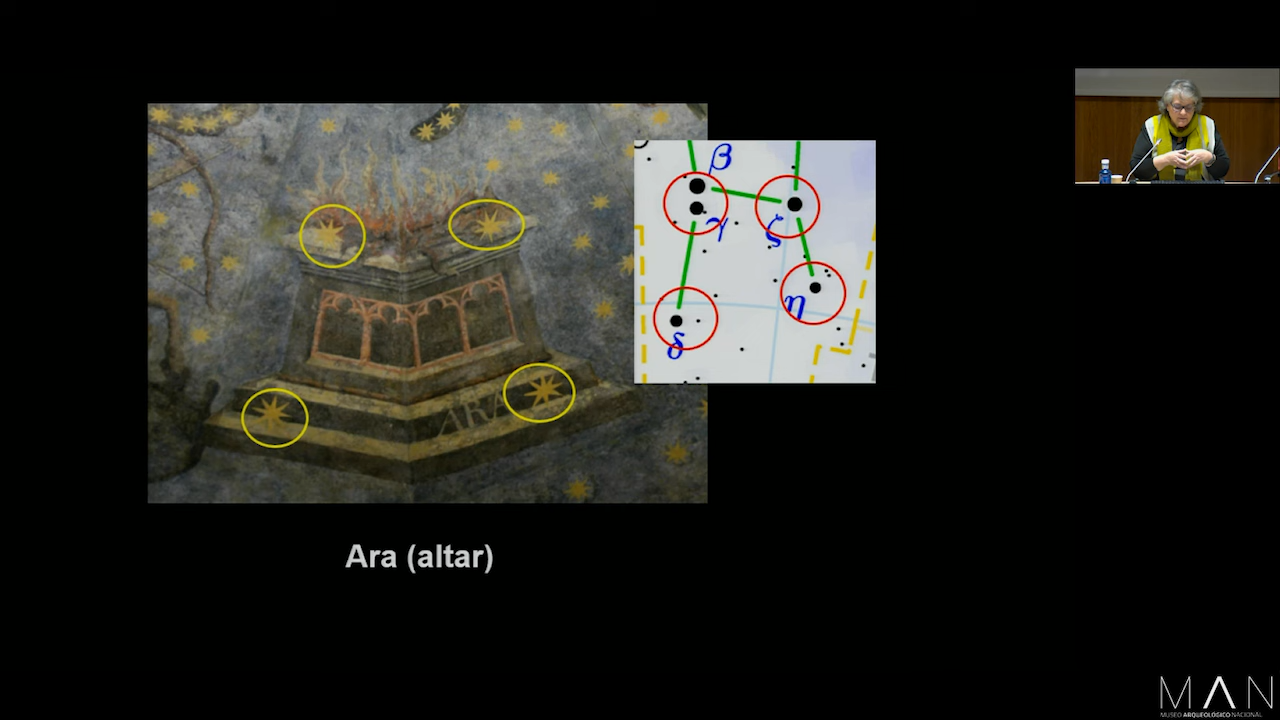 ARA
β
γ
ζ
η
δ
Ara (altar)
MAN
MUSEO ARQUEOLÓGICO NACIONAL